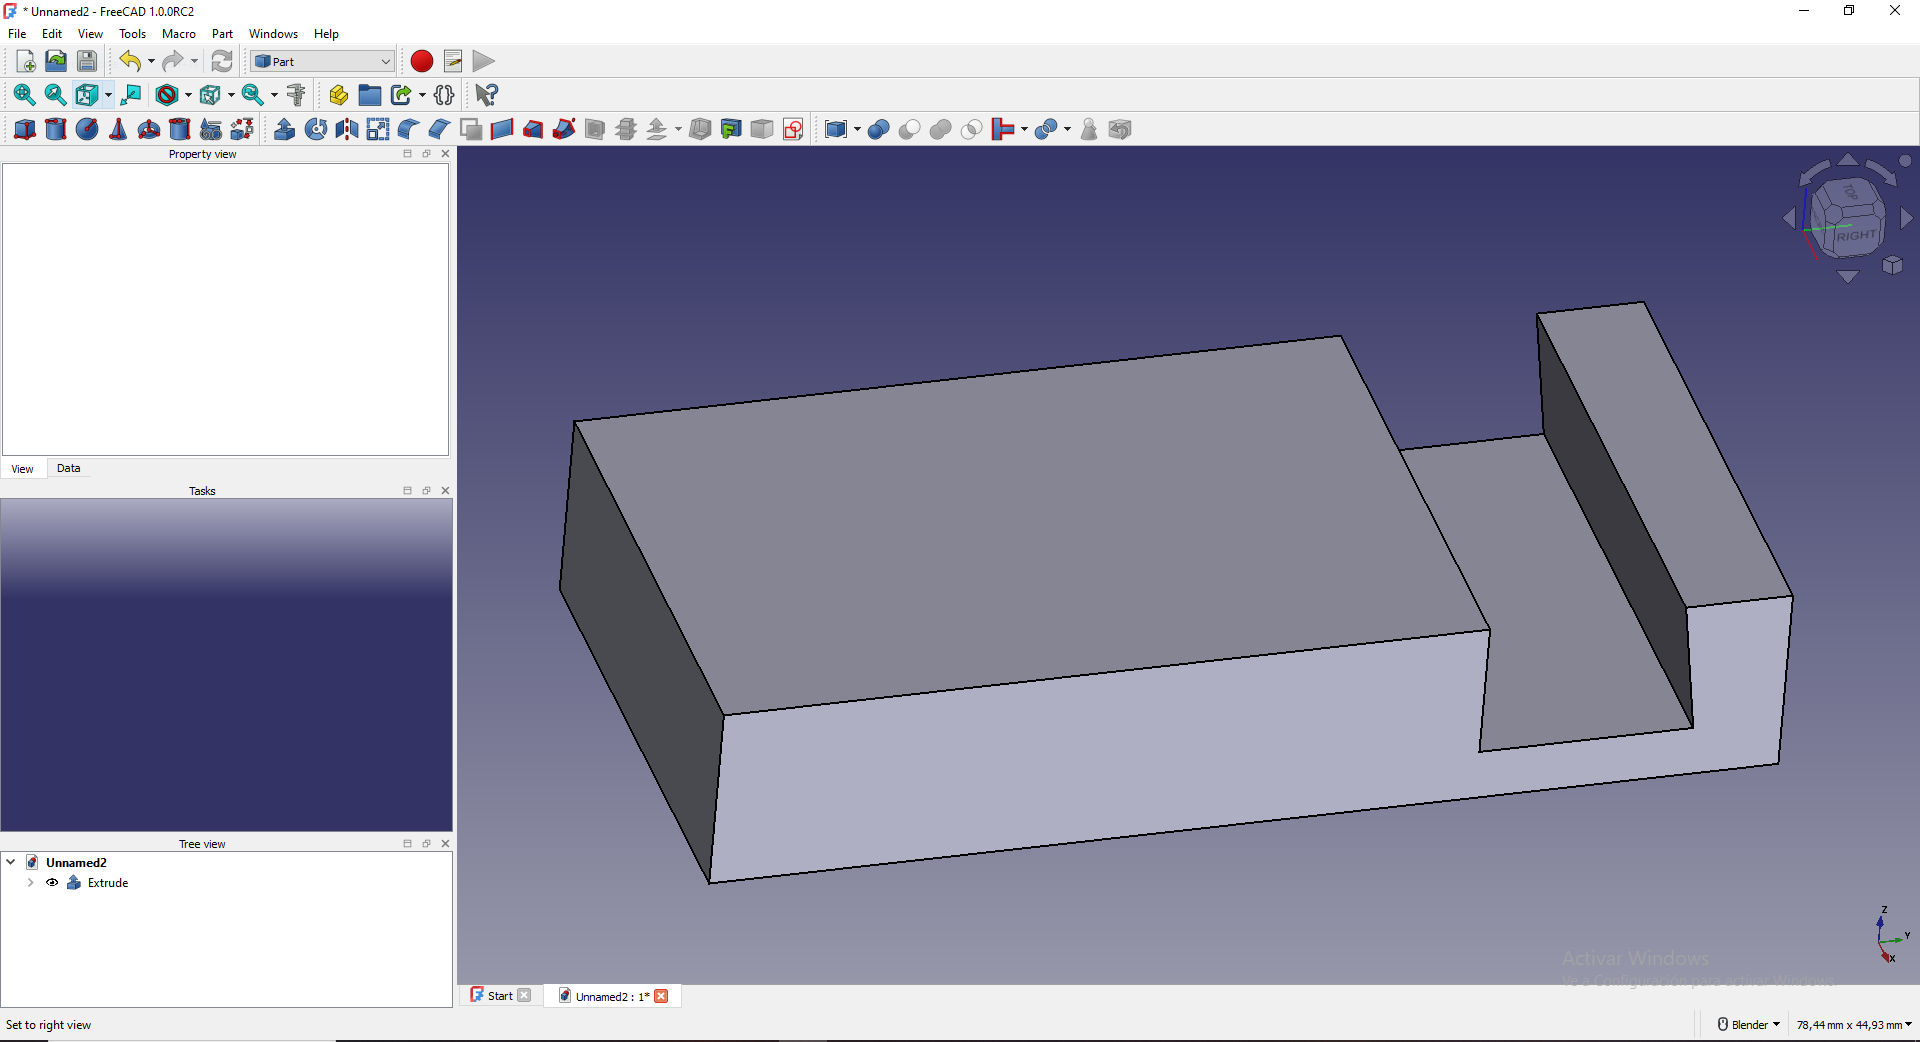 * Unnamed2 - FreeCAD 1.0.0RC2
File Edit View Tools Macro Part Windows Help
Part
Property view
TOP
RIGHT
View Data
Tasks
Tree view
Unnamed2
Extrude
Z
Y
X
Activar Windows
Ve a Configuración para activar Windows.
Start
Unnamed2 : 1*
Set to right view
Blender
78,44 mm x 44,93 mm